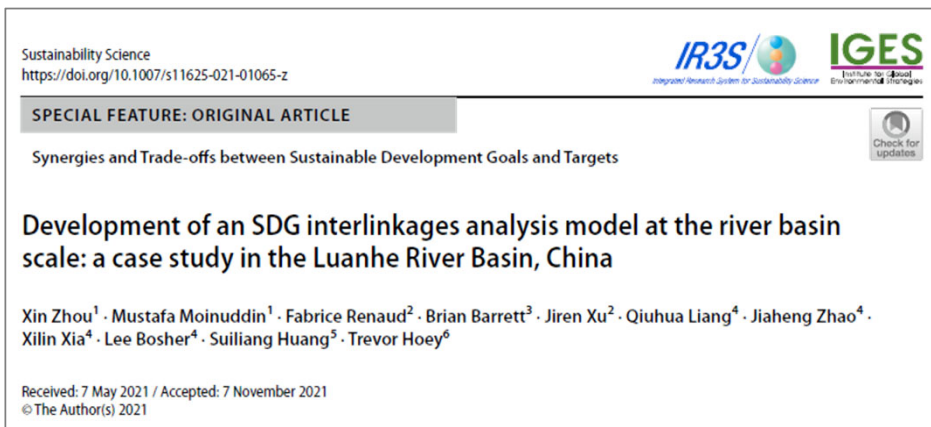 Sustainability Science
https://doi.org/10.1007/s11625-021-01065-z
IR3S
Integrated Research System for Sustainability Science
IGES
Institute for Global
Environmental Strategies
SPECIAL FEATURE: ORIGINAL ARTICLE
Check for
updates
Synergies and Trade-offs between Sustainable Development Goals and Targets
Development of an SDG interlinkages analysis model at the river basin
scale: a case study in the Luanhe River Basin, China
Xin Zhou¹ · Mustafa Moinuddin¹ · Fabrice Renaud² · Brian Barrett³ · Jiren Xu² · Qiuhua Liang⁴ · Jiaheng Zhao⁴ ·
Xilin Xia⁴ · Lee Bosher⁴ · Suiliang Huang⁵ · Trevor Hoey⁶
Received: 7 May 2021 / Accepted: 7 November 2021
© The Author(s) 2021